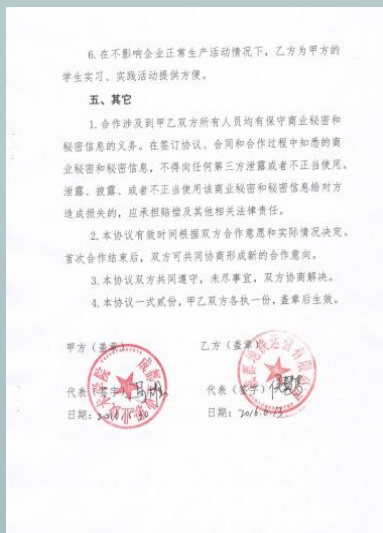 6.在不影响企业正常生产活动情况下，乙方为甲方的
学生实习、实践活动提供方便。
五、其它
1.合作涉及到甲乙双方所有人员均有保守商业秘密和
秘密信息的义务。在签订协议、合同和合作过程中知悉的商
业秘密和秘密信息，不得向任何第三方泄露或者不正当使用。
泄露、披露、或者不正当使用该商业秘密和秘密信息给对方
造成损失的，应承担赔偿及其他相关法律责任。
2.本协议有效时间根据双方合作意愿和实际情况决定。
首次合作结束后，双方可共同协商形成新的合作意向。
3.本协议双方共同遵守，未尽事宜，双方协商解决。
4.本协议一式贰份，甲乙双方各执一份，盖章后生效。
甲方（盖章）
乙方（盖章）
代表（签字）
代表（签字）
日期：
日期：2016.6.13